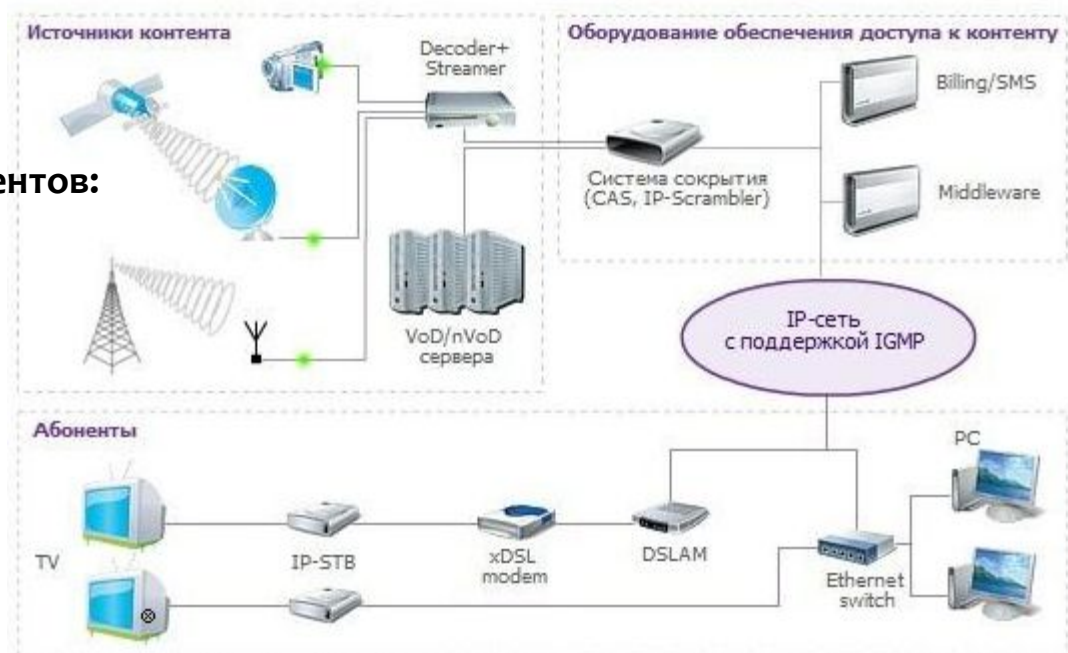 Источники контента
Decoder+
Streamer
VoD/nVoD
сервера
ентов:
Оборудование обеспечения доступа к контенту
Billing/SMS
Система сокрытия
(CAS, IP-Scrambler)
Middleware
IP-сеть
с поддержкой IGMP
Абоненты
TV
IP-STB
xDSL
modem
DSLAM
Ethernet
switch
PC